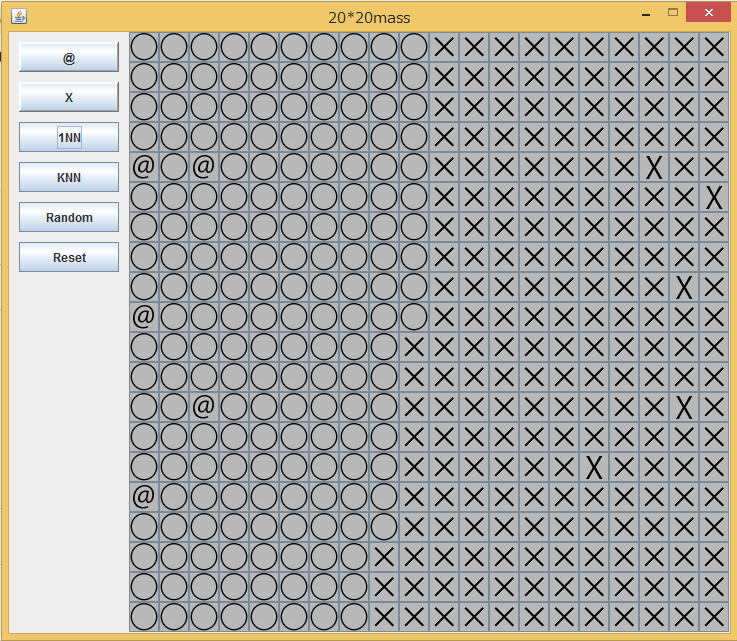 20*20mass
@
X
1NN
KNN
Random
Reset
○○○○○○○○○○××××××××××
○○○○○○○○○○××××××××××
○○○○○○○○○○××××××××××
○○○○○○○○○○××××××××××
@○@○○○○○○○×××××××X××
○○○○○○○○○○×××××××××X
○○○○○○○○○○××××××××××
○○○○○○○○○○××××××××××
○○○○○○○○○○××××××××X×
@○○○○○○○○○××××××××××
○○○○○○○○○×××××××××××
○○○○○○○○○×××××××××××
○○@○○○○○○×××××××××X×
○○○○○○○○○×××××××××××
○○○○○○○○○××××××X××××
@○○○○○○○○×××××××××××
○○○○○○○○○×××××××××××
○○○○○○○○××××××××××××
○○○○○○○○××××××××××××
○○○○○○○○××××××××××××